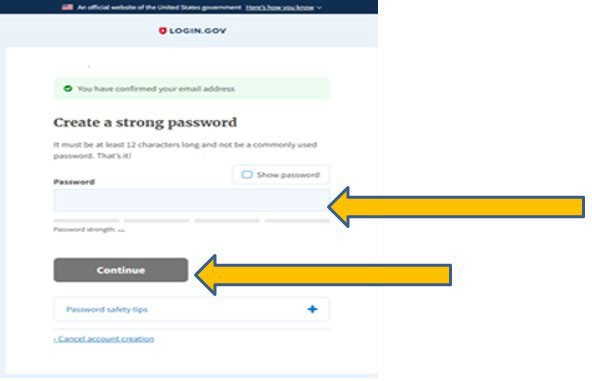 An official website of the United States government Here's how you know
LOGIN.GOV
You have confirmed your email address
Create a strong password
It must be at least 12 characters long and not be a commonly used
password. That's it!
Show password
Password
Password strength: ...
Continue
Password safety tips
‹ Cancel account creation